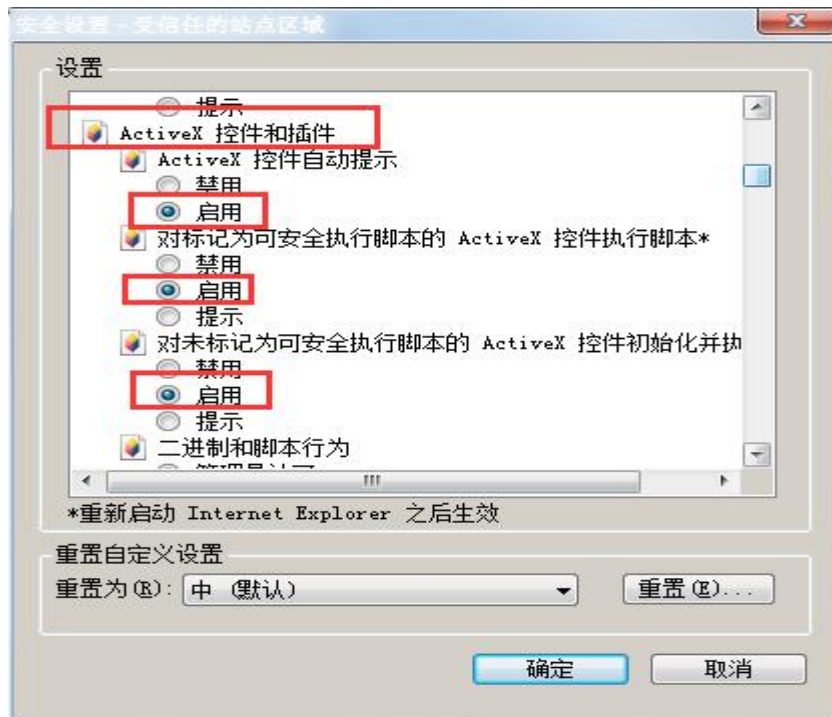 安全设置 - 受信任的站点区域
设置
提示
ActiveX 控件和插件
ActiveX 控件自动提示
禁用
启用
对标记为可安全执行脚本的 ActiveX 控件执行脚本*
禁用
启用
提示
对未标记为可安全执行脚本的 ActiveX 控件初始化并执
禁用
启用
提示
二进制和脚本行为
*重新启动 Internet Explorer 之后生效
重置自定义设置
重置为(R): 中 (默认) 重置(E)...
确定 取消